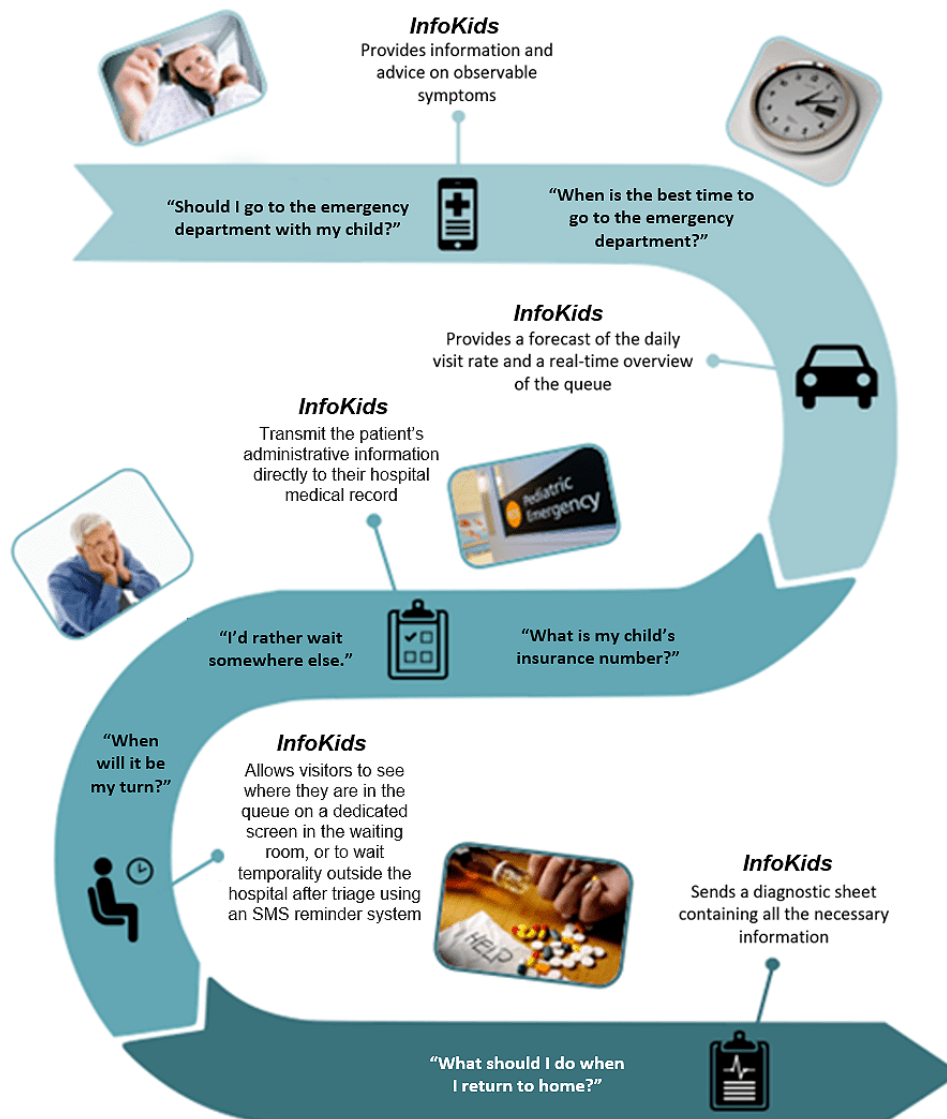 InfoKids
Provides information and
advice on observable
symptoms
“Should I go to the emergency
department with my child?”
“When is the best time to
go to the emergency
department?”
InfoKids
Provides a forecast of the daily
visit rate and a real-time overview
of the queue
InfoKids
Transmit the patient’s
administrative information
directly to their hospital
medical record
Pediatric
Emergency
“I’d rather wait
somewhere else.”
“What is my child’s
insurance number?”
“When
will it be
my turn?”
InfoKids
Allows visitors to see
where they are in the
queue on a dedicated
screen in the waiting
room, or to wait
temporality outside the
hospital after triage using
an SMS reminder system
HELP
InfoKids
Sends a diagnostic sheet
containing all the necessary
information
“What should I do when
I return to home?”